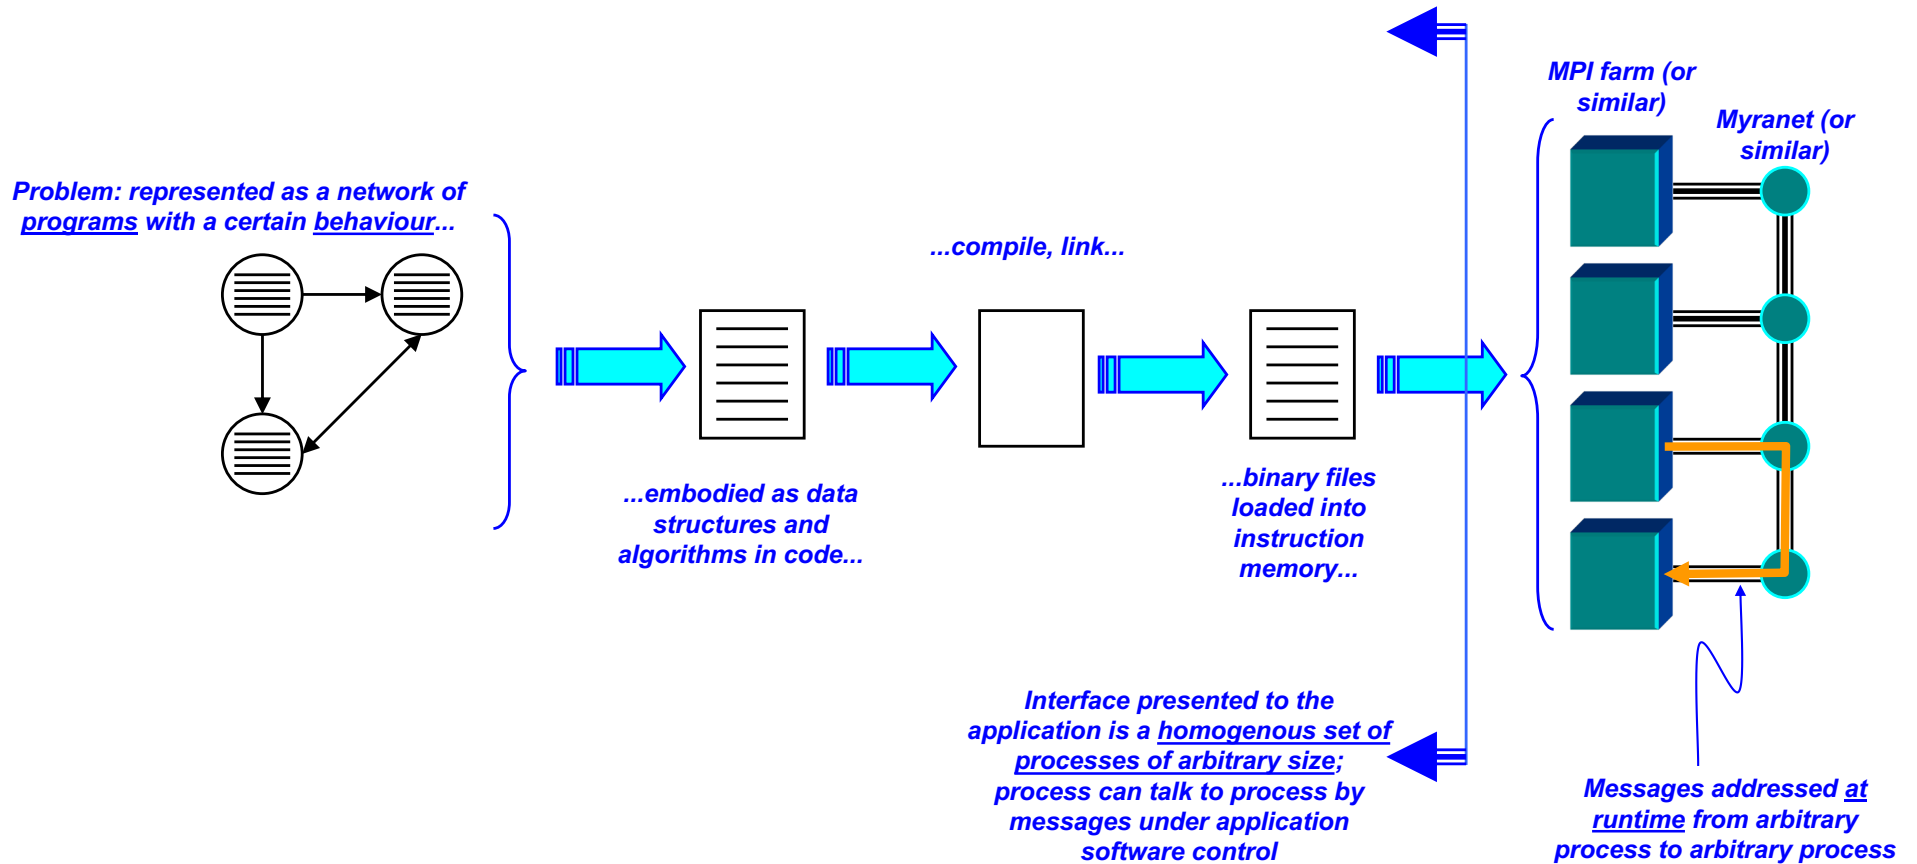 Problem: represented as a network of
programs with a certain behaviour...
...embodied as data
structures and
algorithms in code...
...compile, link...
...binary files
loaded into
instruction
memory...
Interface presented to the
application is a homogenous set of
processes of arbitrary size;
process can talk to process by
messages under application
software control
MPI farm (or
similar)
Myranet (or
similar)
Messages addressed at
runtime from arbitrary
process to arbitrary process